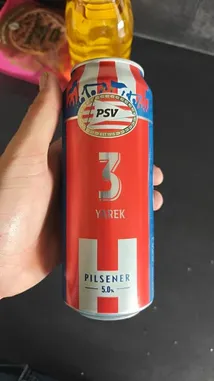 PSV
3
YAREK
H
PILSENER
5.0%